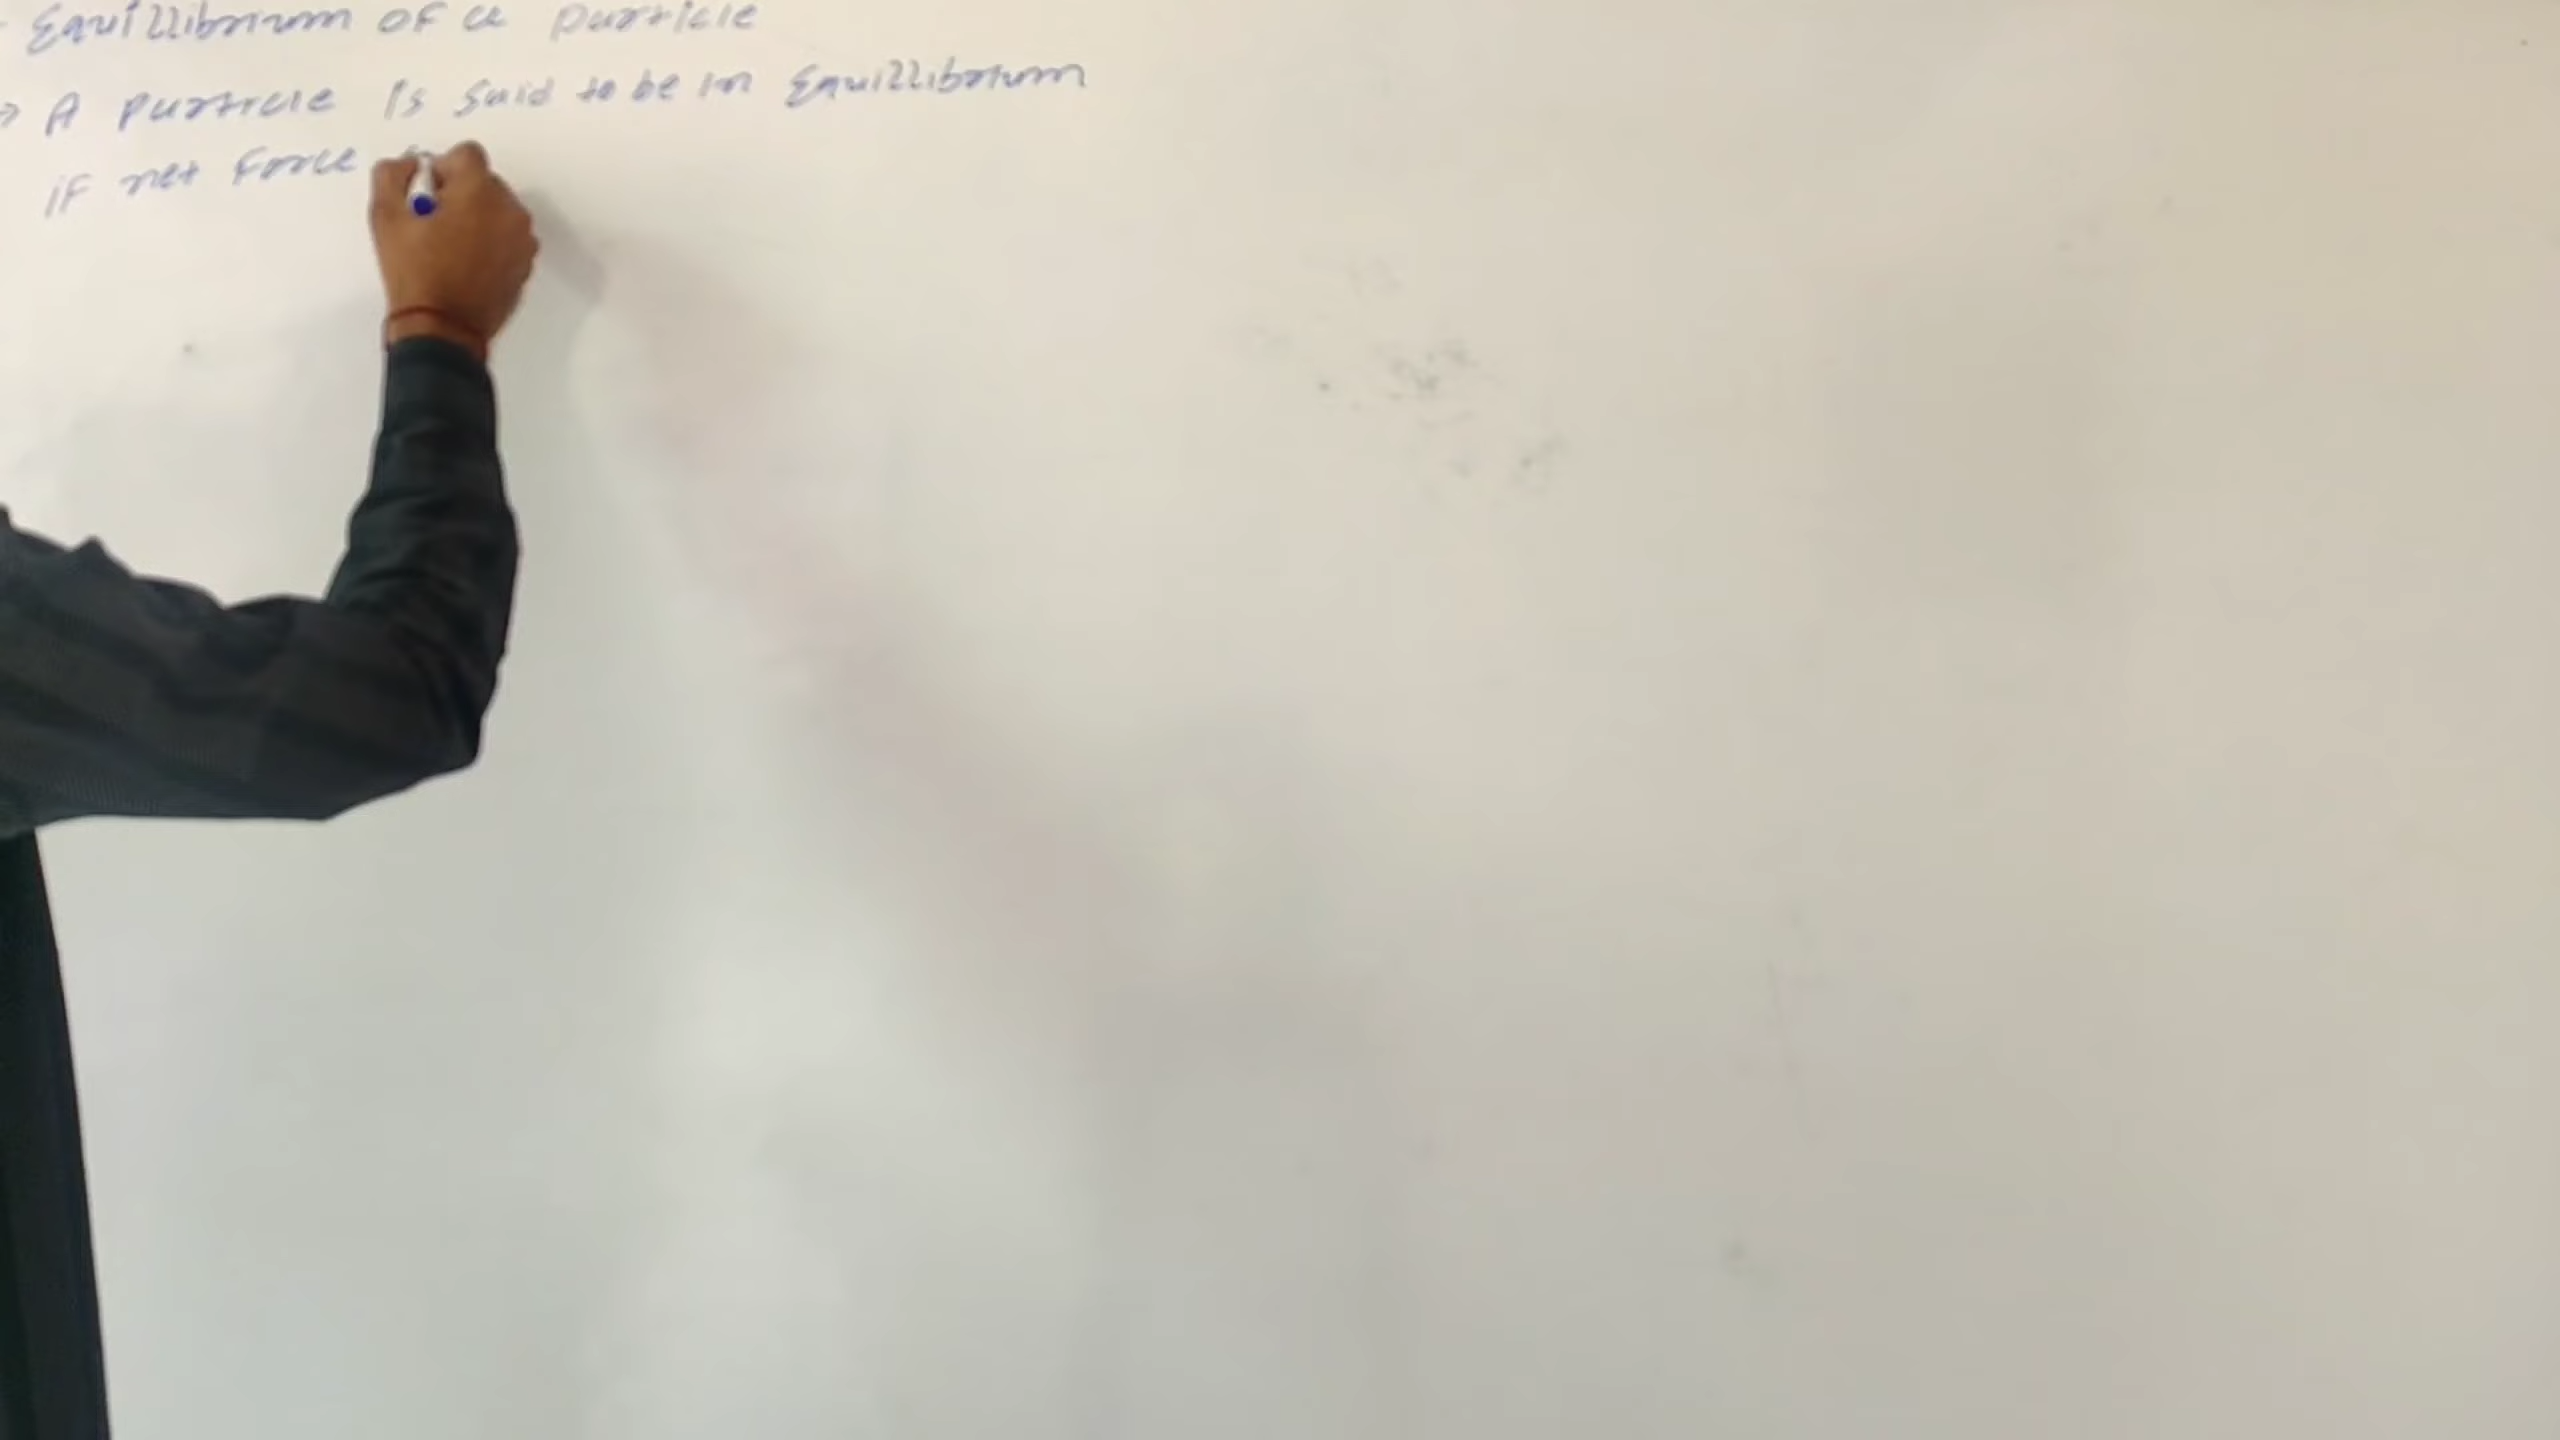 Equillibrium of a particle
→ A particle is said to be in Equillibrium
if net force